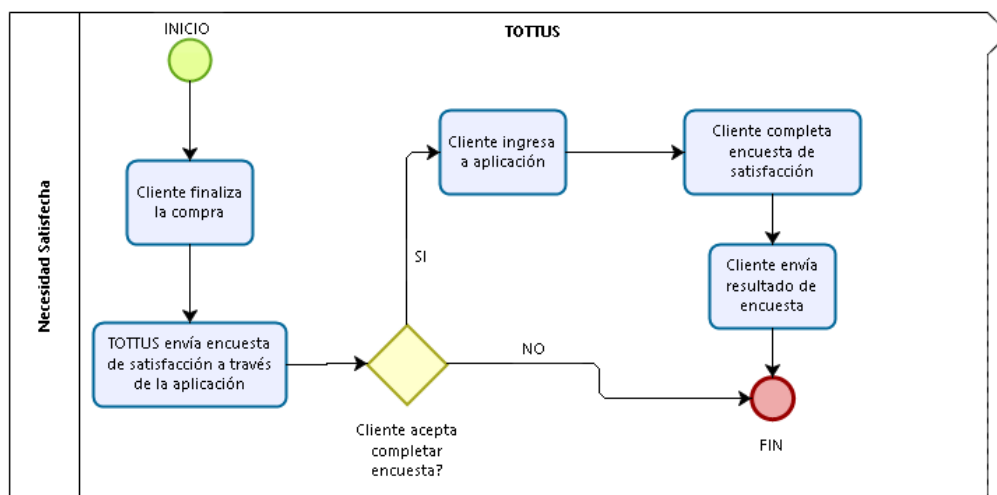 TOTTUS
Necesidad Satisfecha
INICIO
Cliente finaliza
la compra
TOTTUS envía encuesta
de satisfacción a través
de la aplicación
Cliente acepta
completar
encuesta?
SI
NO
Cliente ingresa
a aplicación
Cliente completa
encuesta de
satisfacción
Cliente envía
resultado de
encuesta
FIN